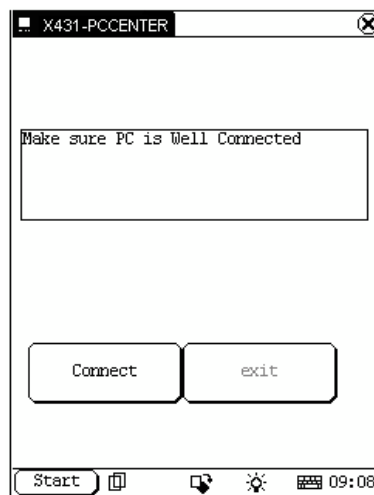 X431-PCCENTER
Make sure PC is Well Connected
Connect
exit
Start
09:08